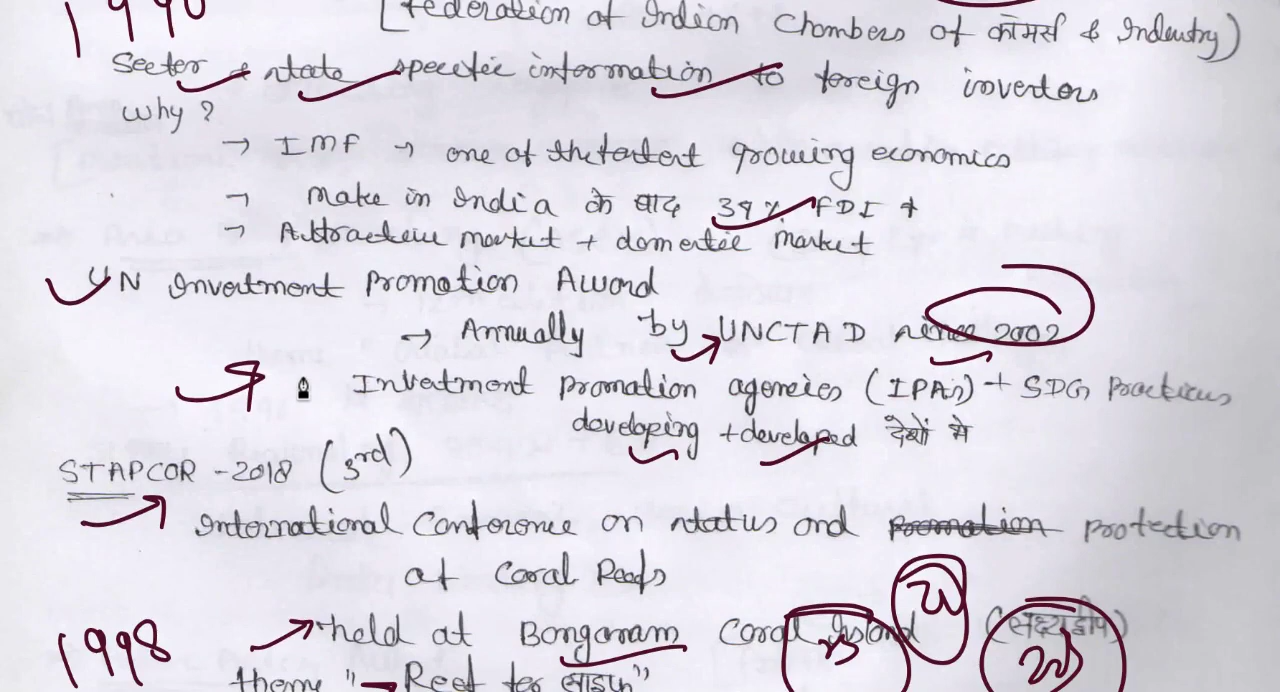 [Federation of Indian Chambers of कॉमर्स & Industry)
Sector & state specific information to foreign investors
why?
→ IMF → one of the fastest growing economics
→ make in India के बाद 37% FDI ↑
→ Attractive market + domestic market
UN Investment Promotion Award
→ Annually by UNCTAD since 2002
Investment promotion agencies (IPAs) + SDG Practices
developing + developed देशों से
STAPCOR - 2018 (3rd)
International Conference on status and promotion protection
of Coral Reefs
1998 → held at Bangaram Coral Island (लक्षद्वीप)
theme "→ Reef for लाइफ"